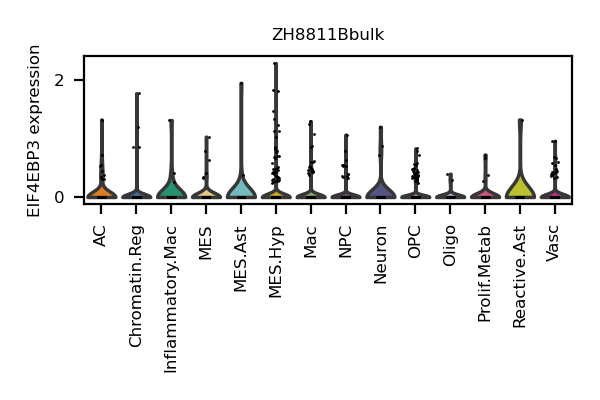 ZH8811Bbulk
EIF4EBP3 expression
2
0
AC
Chromatin.Reg
Inflammatory.Mac
MES
MES.Ast
MES.Hyp
Mac
NPC
Neuron
OPC
Oligo
Prolif.Metab
Reactive.Ast
Vasc